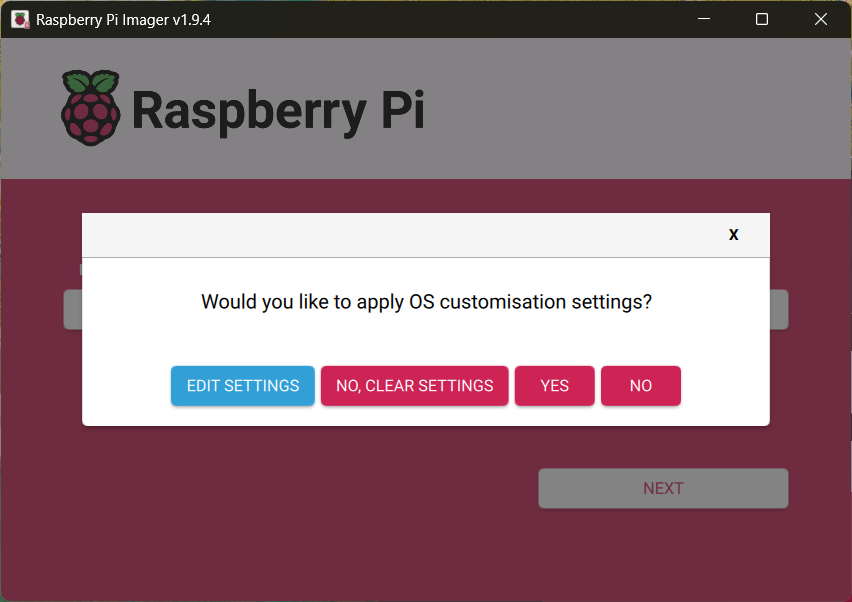 Raspberry Pi Imager v1.9.4
Raspberry Pi
X
Would you like to apply OS customisation settings?
EDIT SETTINGS NO, CLEAR SETTINGS YES NO
NEXT